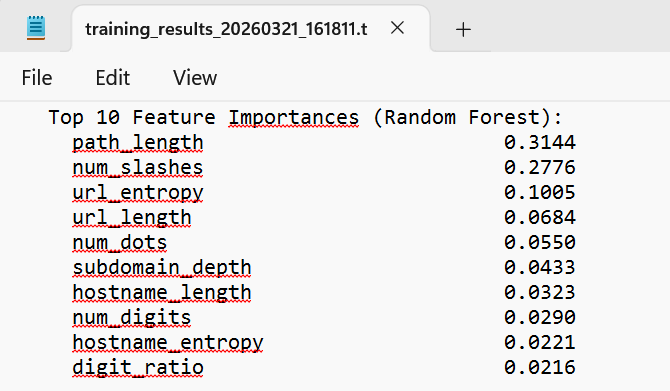 training_results_20260321_161811.t
File Edit View
Top 10 Feature Importances (Random Forest):
path_length 0.3144
num_slashes 0.2776
url_entropy 0.1005
url_length 0.0684
num_dots 0.0550
subdomain_depth 0.0433
hostname_length 0.0323
num_digits 0.0290
hostname_entropy 0.0221
digit_ratio 0.0216